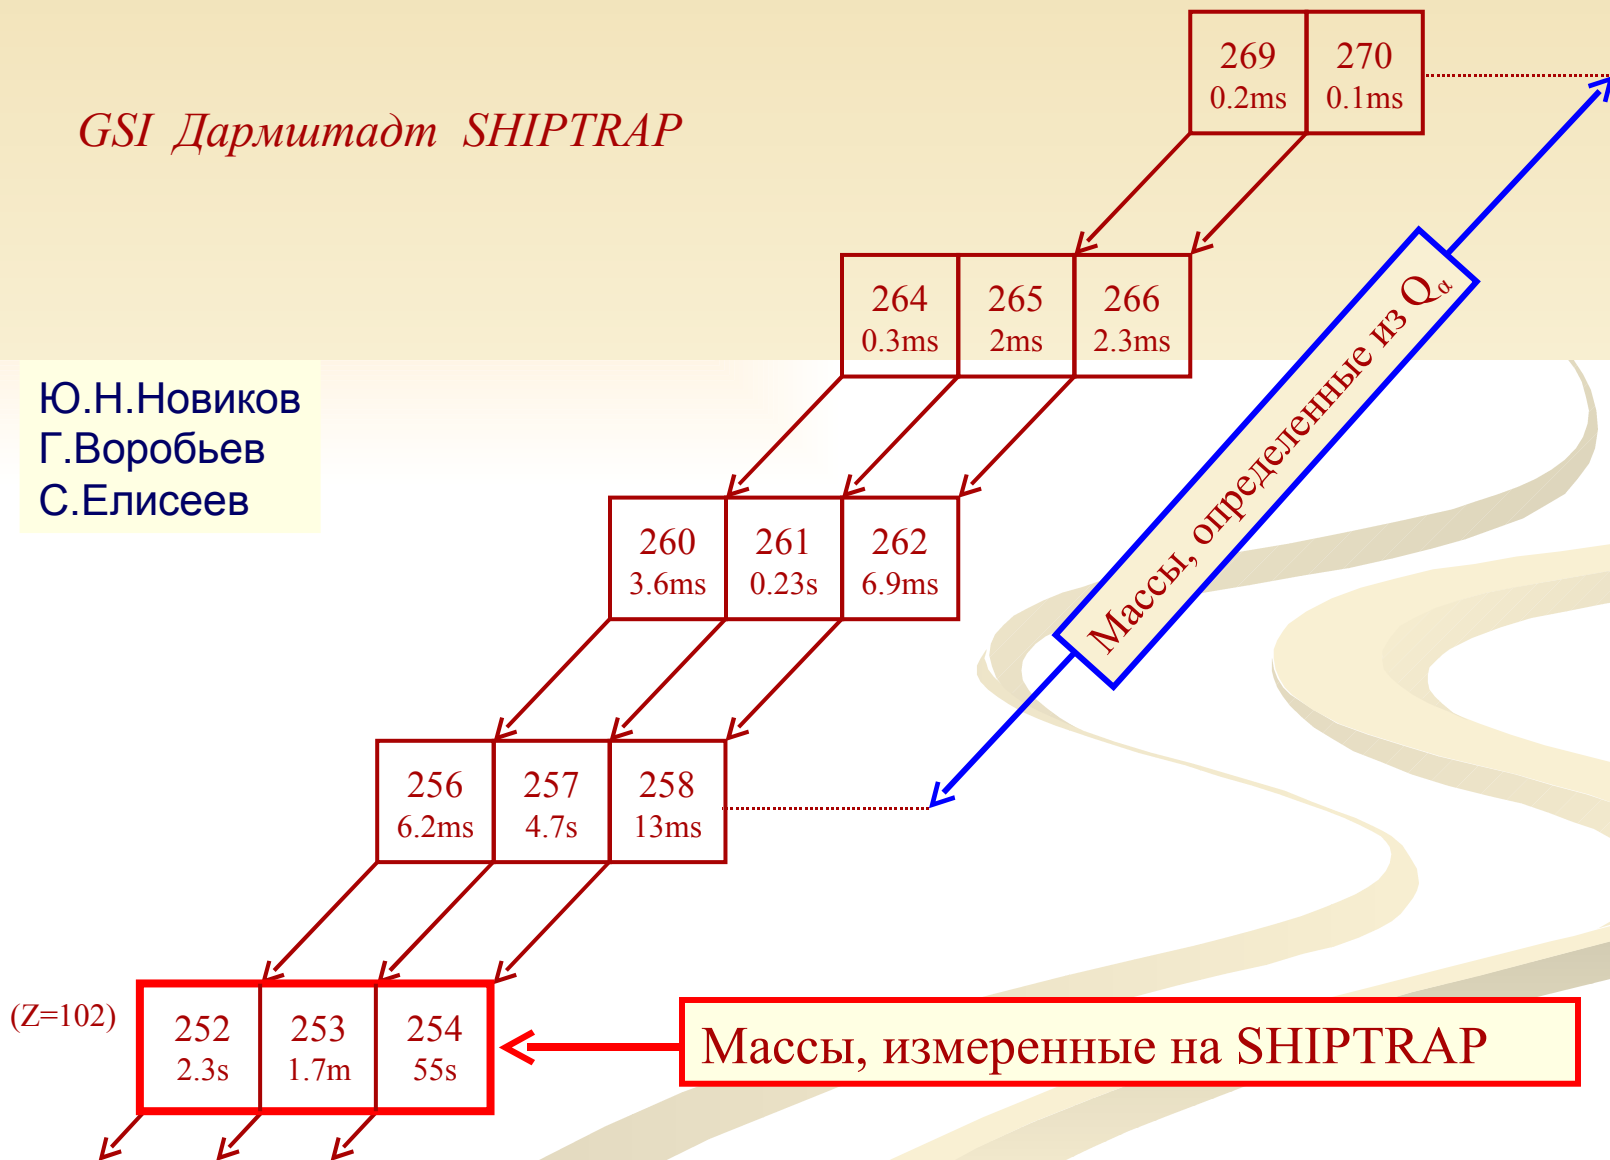 269 270
0.2ms 0.1ms
GSI Дармштадт SHIPTRAP
264 265 266
0.3ms 2ms 2.3ms
Массы, определенные из Qα
Ю.Н.Новиков
Г.Воробьев
С.Елисеев
260 261 262
3.6ms 0.23s 6.9ms
256 257 258
6.2ms 4.7s 13ms
(Z=102)
252 253 254
2.3s 1.7m 55s
Массы, измеренные на SHIPTRAP